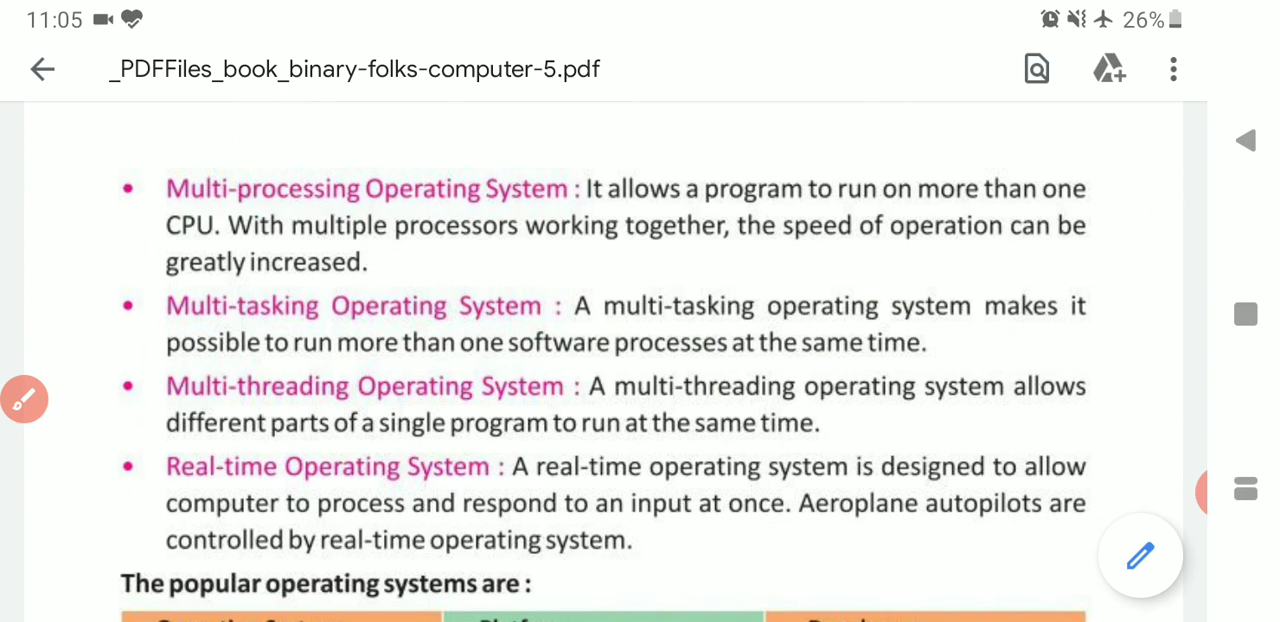 11:05
26%
_PDFFiles_book_binary-folks-computer-5.pdf
• Multi-processing Operating System : It allows a program to run on more than one
CPU. With multiple processors working together, the speed of operation can be
greatly increased.
• Multi-tasking Operating System : A multi-tasking operating system makes it
possible to run more than one software processes at the same time.
• Multi-threading Operating System : A multi-threading operating system allows
different parts of a single program to run at the same time.
• Real-time Operating System : A real-time operating system is designed to allow
computer to process and respond to an input at once. Aeroplane autopilots are
controlled by real-time operating system.
The popular operating systems are :